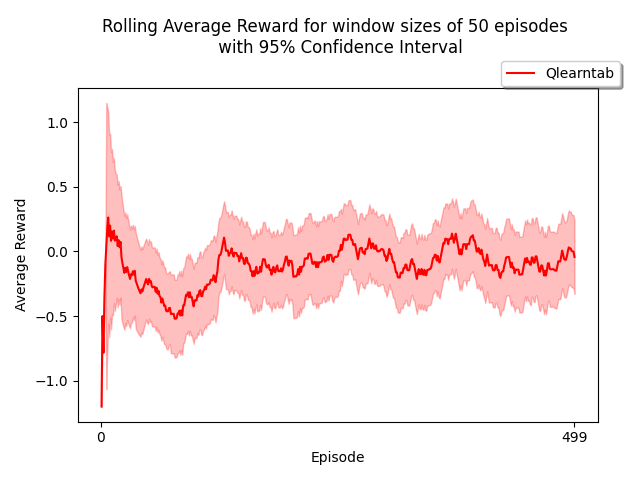 Rolling Average Reward for window sizes of 50 episodes
with 95% Confidence Interval
Qlearntab
1.0
0.5
0.0
−0.5
−1.0
Average Reward
0
499
Episode